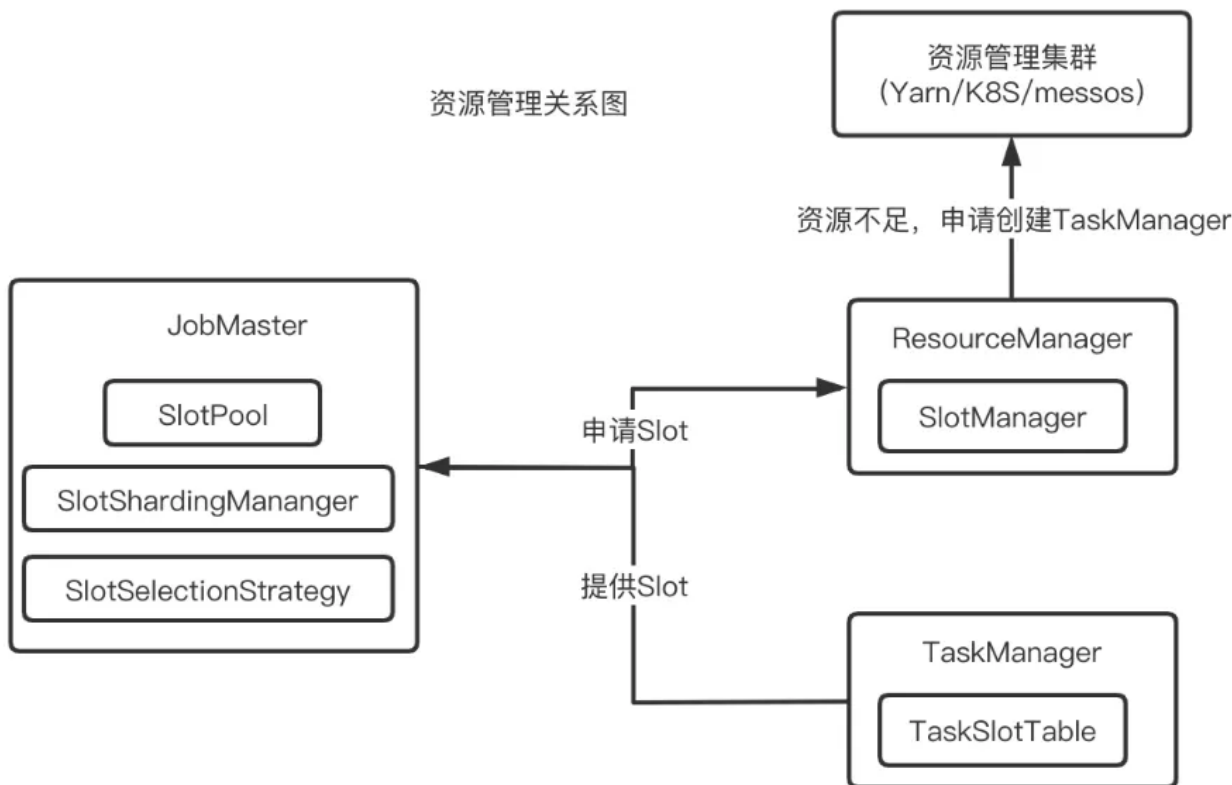 资源管理集群
（Yarn/K8S/messos）
资源管理关系图
资源不足，申请创建TaskManager
JobMaster
SlotPool
SlotShardingMananger
SlotSelectionStrategy
申请Slot
提供Slot
ResourceManager
SlotManager
TaskManager
TaskSlotTable